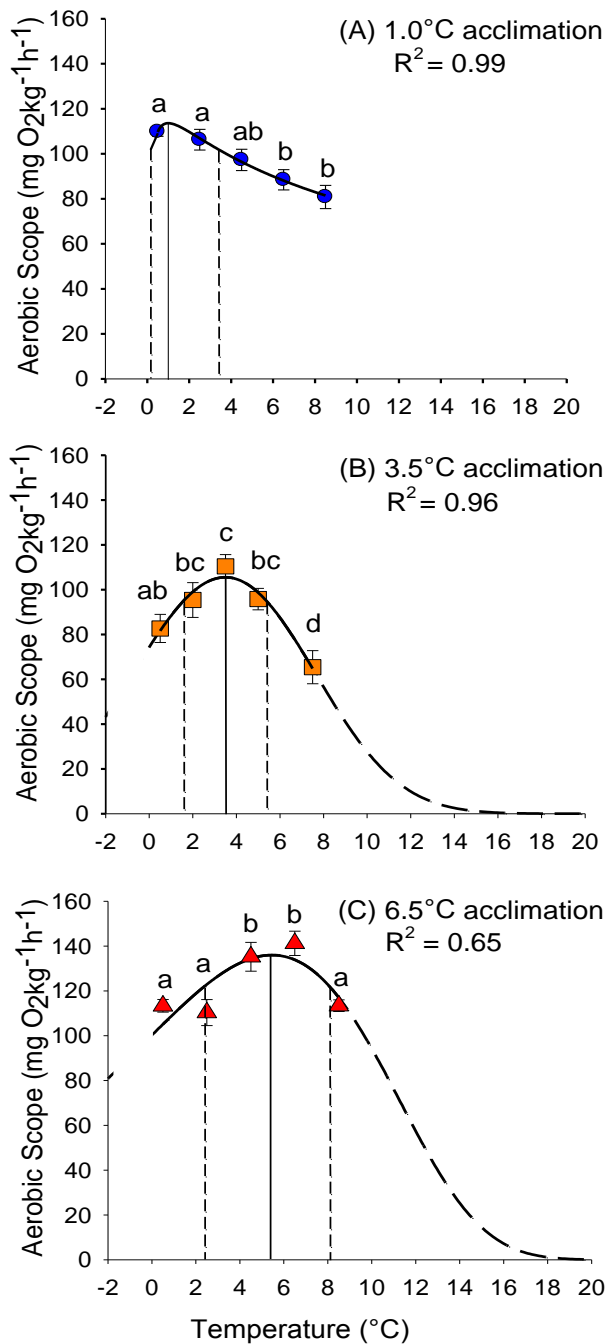 (A) 1.0°C acclimation
R² = 0.99
160
140
120
100
80
60
40
20
0
a
a
ab
b
b
Aerobic Scope (mg O₂kg⁻¹h⁻¹)
-2 0 2 4 6 8 10 12 14 16 18 20
(B) 3.5°C acclimation
R² = 0.96
160
140
120
100
80
60
40
20
0
ab
bc
c
bc
d
Aerobic Scope (mg O₂kg⁻¹h⁻¹)
-2 0 2 4 6 8 10 12 14 16 18 20
(C) 6.5°C acclimation
R² = 0.65
160
140
120
100
80
60
40
20
0
a
a
b
b
a
Aerobic Scope (mg O₂kg⁻¹h⁻¹)
-2 0 2 4 6 8 10 12 14 16 18 20
Temperature (°C)